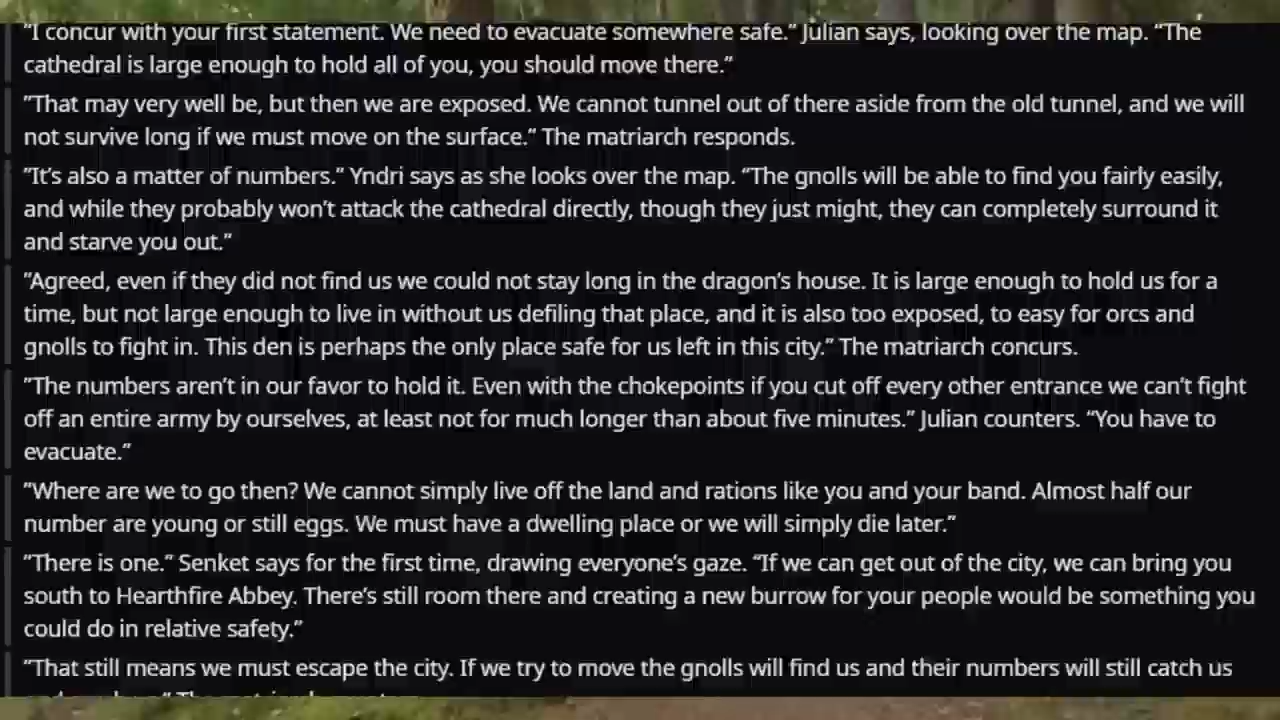 "I concur with your first statement. We need to evacuate somewhere safe." Julian says, looking over the map. "The
cathedral is large enough to hold all of you, you should move there."
"That may very well be, but then we are exposed. We cannot tunnel out of there aside from the old tunnel, and we will
not survive long if we must move on the surface." The matriarch responds.
"It's also a matter of numbers." Yndri says as she looks over the map. "The gnolls will be able to find you fairly easily,
and while they probably won't attack the cathedral directly, though they just might, they can completely surround it
and starve you out."
"Agreed, even if they did not find us we could not stay long in the dragon's house. It is large enough to hold us for a
time, but not large enough to live in without us defiling that place, and it is also too exposed, to easy for orcs and
gnolls to fight in. This den is perhaps the only place safe for us left in this city." The matriarch concurs.
"The numbers aren't in our favor to hold it. Even with the chokepoints if you cut off every other entrance we can't fight
off an entire army by ourselves, at least not for much longer than about five minutes." Julian counters. "You have to
evacuate."
"Where are we to go then? We cannot simply live off the land and rations like you and your band. Almost half our
number are young or still eggs. We must have a dwelling place or we will simply die later."
"There is one." Senket says for the first time, drawing everyone's gaze. "If we can get out of the city, we can bring you
south to Hearthfire Abbey. There's still room there and creating a new burrow for your people would be something you
could do in relative safety."
"That still means we must escape the city. If we try to move the gnolls will find us and their numbers will still catch us